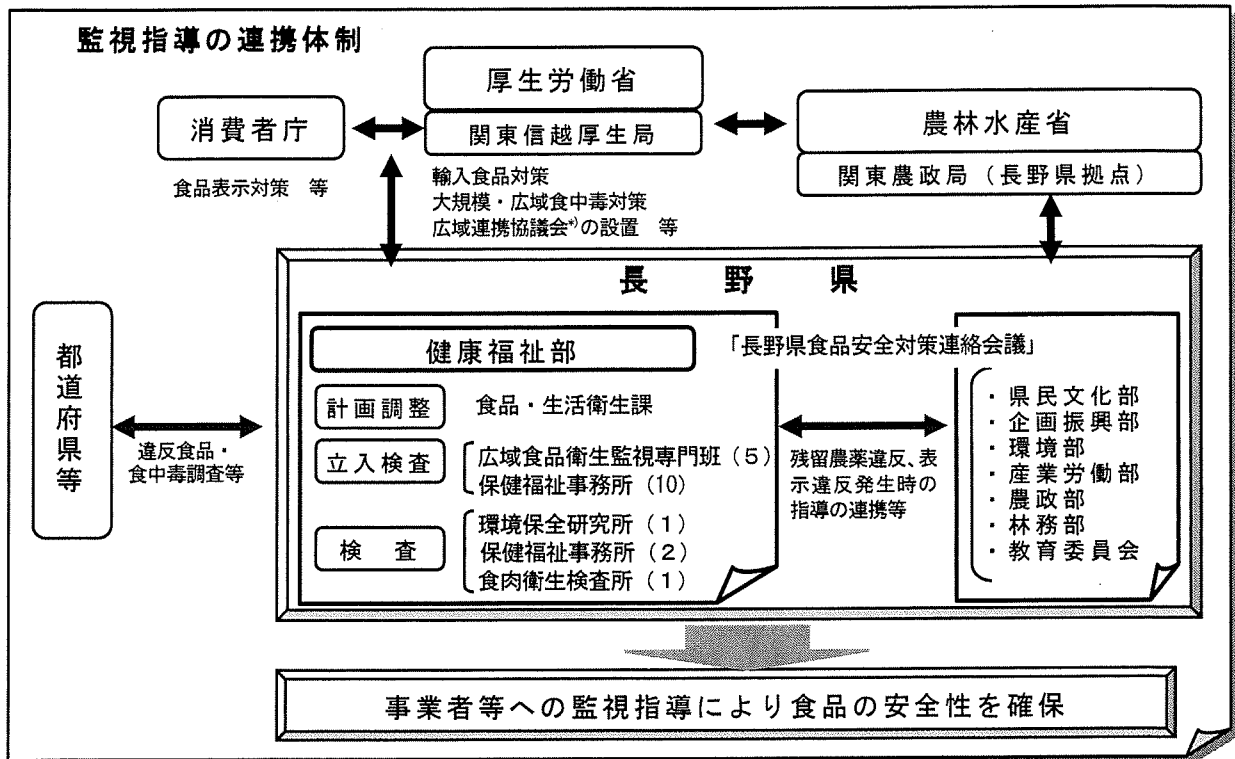 監視指導の連携体制
厚生労働省
関東信越厚生局
消費者庁
食品表示対策　等
輸入食品対策
大規模・広域食中毒対策
広域連携協議会*)の設置　等
農林水産省
関東農政局（長野県拠点）
長　野　県
都道府県等
違反食品・
食中毒調査等
健康福祉部
計画調整
食品・生活衛生課
立入検査
広域食品衛生監視専門班（５）
保健福祉事務所（10）
検　査
環境保全研究所（１）
保健福祉事務所（２）
食肉衛生検査所（１）
「長野県食品安全対策連絡会議」
残留農薬違反、表
示違反発生時の
指導の連携等
・県民文化部
・企画振興部
・環境部
・産業労働部
・農政部
・林務部
・教育委員会
事業者等への監視指導により食品の安全性を確保